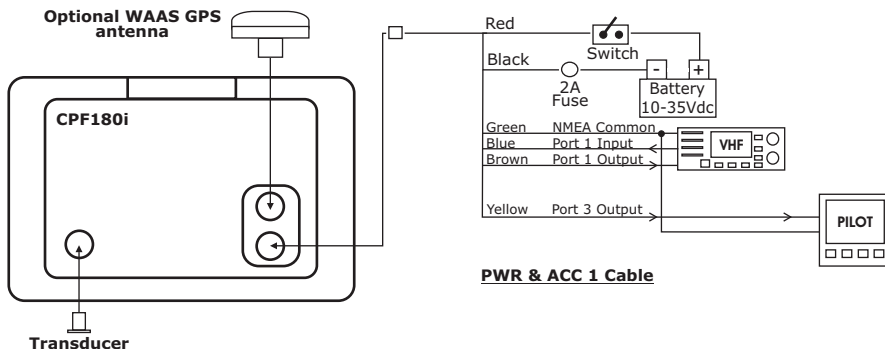 Optional WAAS GPS
antenna
CPF180i
Transducer
Red
Switch
Black
2A
Fuse
- +
Battery
10-35Vdc
Green NMEA Common
Blue Port 1 Input
Brown Port 1 Output
VHF
Yellow Port 3 Output
PILOT
PWR & ACC 1 Cable